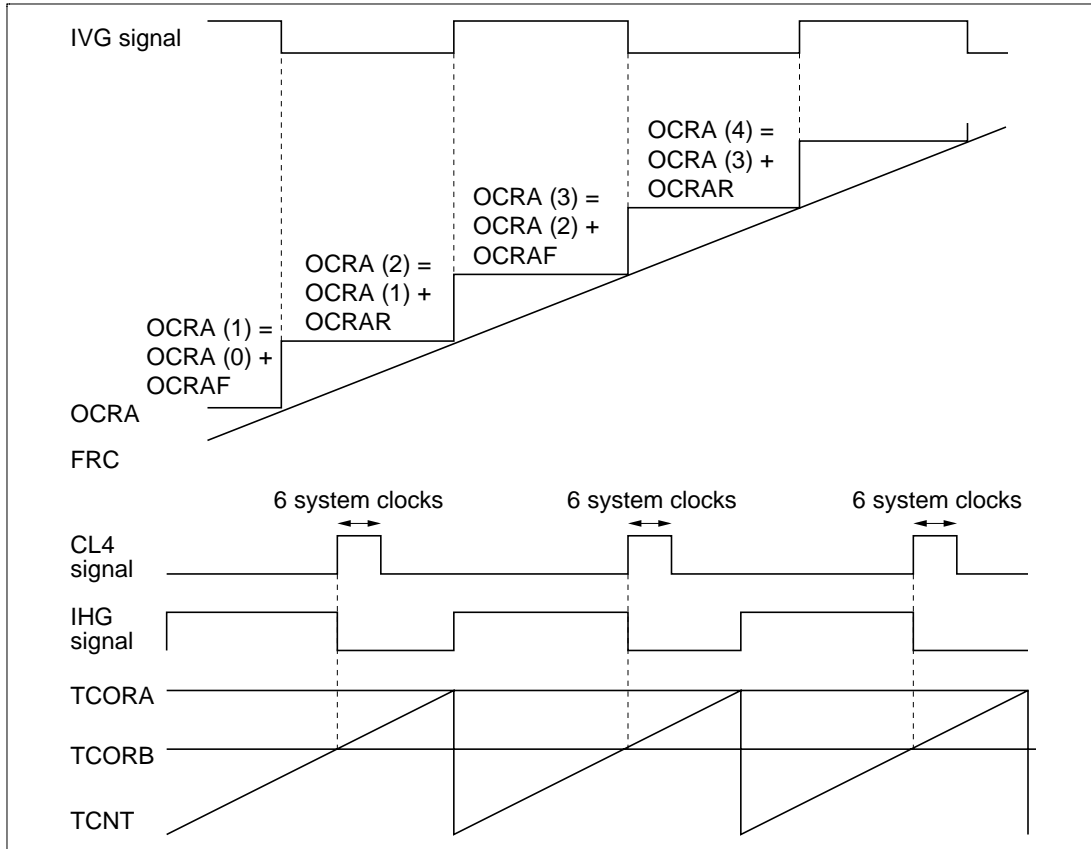 IVG signal
OCRA (4) =
OCRA (3) +
OCRAR
OCRA (3) =
OCRA (2) +
OCRAF
OCRA (2) =
OCRA (1) +
OCRAR
OCRA (1) =
OCRA (0) +
OCRAF
OCRA
FRC
6 system clocks 6 system clocks 6 system clocks
CL4
signal
IHG
signal
TCORA
TCORB
TCNT